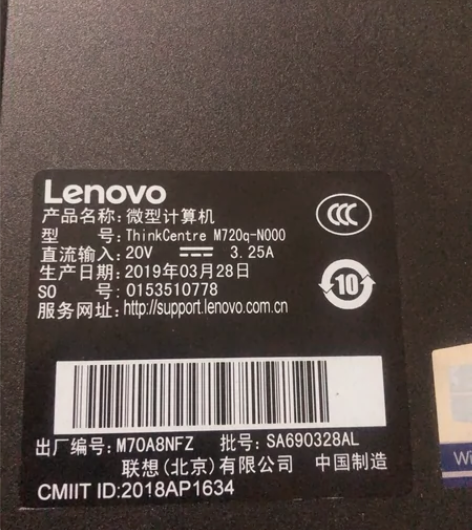 Lenovo
产品名称：微型计算机
型 号：ThinkCentre M720q-N000
直流输入：20V ⎓ 3.25A
生产日期：2019年03月28日
SO 号：0153510778
服务网址：http://support.lenovo.com.cn
CCC
10
出厂编号：M70A8NFZ 批号：SA690328AL
联想(北京)有限公司 中国制造
CMIIT ID:2018AP1634
Wi